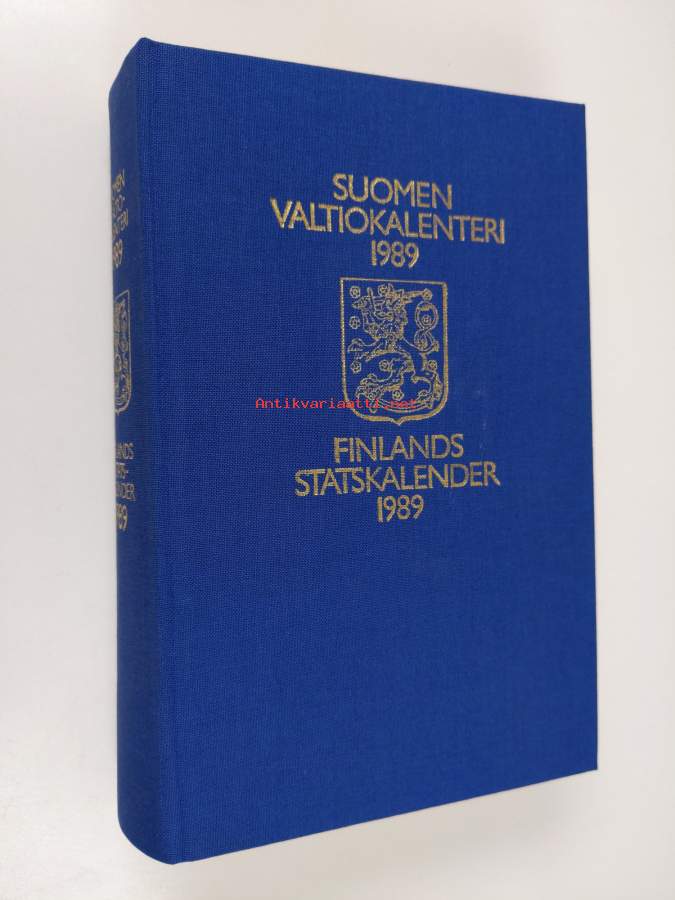 SUOMEN
VALTIOKALENTERI
1989
Antikvariaatti.net
FINLANDS
STATSKALENDER
1989